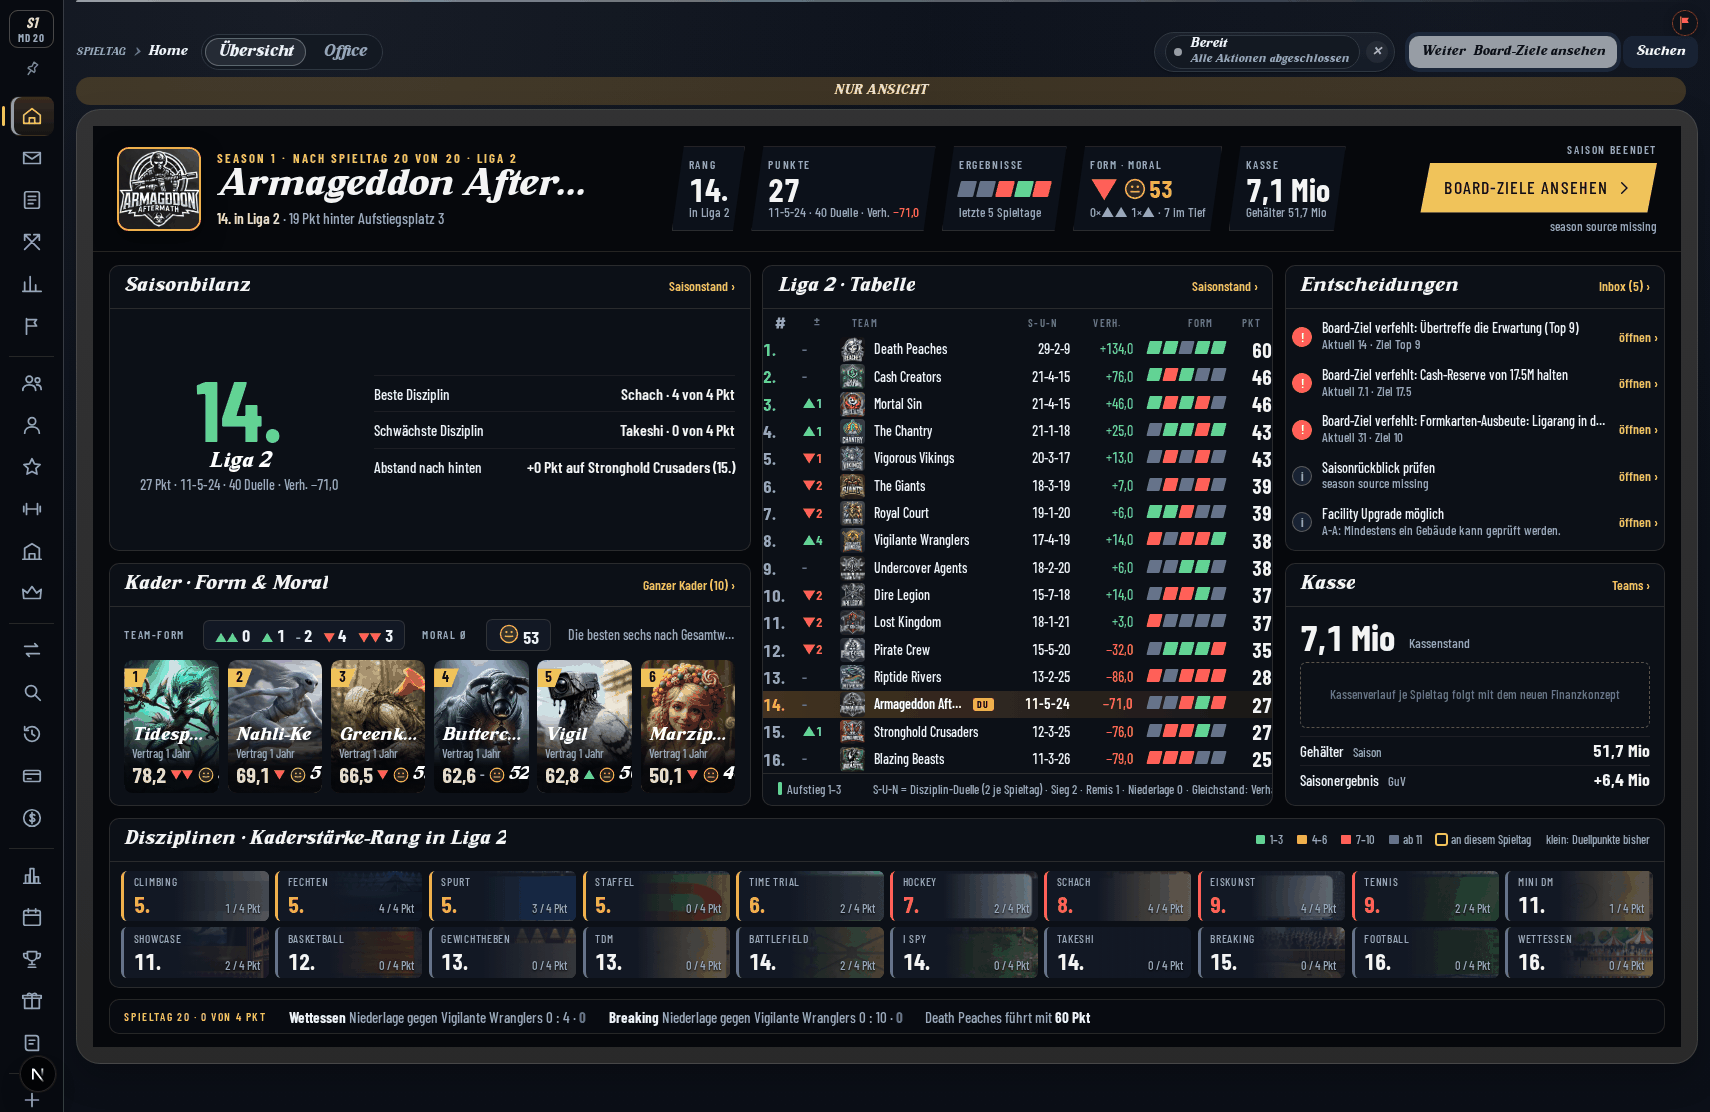 S1
MD 20
SPIELTAG › Home Übersicht Office
Bereit
Alle Aktionen abgeschlossen
Weiter Board-Ziele ansehen
Suchen
NUR ANSICHT
SEASON 1 · NACH SPIELTAG 20 VON 20 · LIGA 2
Armageddon After...
14. in Liga 2 · 19 Pkt hinter Aufstiegsplatz 3
RANG
14.
In Liga 2
PUNKTE
27
11-5-24 · 40 Duelle · Verh. −71,0
ERGEBNISSE
letzte 5 Spieltage
FORM · MORAL
53
0×▲▲ 1×▲ · 7 im Tief
KASSE
7,1 Mio
Gehälter 51,7 Mio
SAISON BEENDET
BOARD-ZIELE ANSEHEN ›
season source missing
Saisonbilanz
Saisonstand ›
14.
Liga 2
27 Pkt · 11-5-24 · 40 Duelle · Verh. −71,0
Beste Disziplin Schach · 4 von 4 Pkt
Schwächste Disziplin Takeshi · 0 von 4 Pkt
Abstand nach hinten +0 Pkt auf Stronghold Crusaders (15.)
Kader · Form & Moral
Ganzer Kader (10) ›
TEAM-FORM ▲▲ 0 ▲ 1 - 2 ▼ 4 ▼▼ 3 MORAL Ø 53 Die besten sechs nach Gesamtw...
1
Tidesp...
Vertrag 1 Jahr
78,2 ▼▼
2
Nahli-Ke
Vertrag 1 Jahr
69,1 ▼ 5
3
Greenk...
Vertrag 1 Jahr
66,5 ▼ 5
4
Butterc...
Vertrag 1 Jahr
62,6 - 52
5
Vigil
Vertrag 1 Jahr
62,8 ▲ 5
6
Marzip...
Vertrag 1 Jahr
50,1 ▼ 4
Liga 2 · Tabelle
Saisonstand ›
# ± TEAM S-U-N VERH. FORM PKT
1. - Death Peaches 29-2-9 +134,0 60
2. - Cash Creators 21-4-15 +76,0 46
3. ▲1 Mortal Sin 21-4-15 +46,0 46
4. ▲1 The Chantry 21-1-18 +25,0 43
5. ▼1 Vigorous Vikings 20-3-17 +13,0 43
6. ▼2 The Giants 18-3-19 +7,0 39
7. ▼2 Royal Court 19-1-20 +6,0 39
8. ▲4 Vigilante Wranglers 17-4-19 +14,0 38
9. - Undercover Agents 18-2-20 +6,0 38
10. ▼2 Dire Legion 15-7-18 +14,0 37
11. ▼2 Lost Kingdom 18-1-21 +3,0 37
12. ▼2 Pirate Crew 15-5-20 −32,0 35
13. - Riptide Rivers 13-2-25 −86,0 28
14. - Armageddon Aft... DU 11-5-24 −71,0 27
15. ▲1 Stronghold Crusaders 12-3-25 −76,0 27
16. - Blazing Beasts 11-3-26 −79,0 25
Aufstieg 1–3 S-U-N = Disziplin-Duelle (2 je Spieltag) · Sieg 2 · Remis 1 · Niederlage 0 · Gleichstand: Verh
Entscheidungen
Inbox (5) ›
Board-Ziel verfehlt: Übertreffe die Erwartung (Top 9)
Aktuell 14 · Ziel Top 9
öffnen ›
Board-Ziel verfehlt: Cash-Reserve von 17.5M halten
Aktuell 7.1 · Ziel 17.5
öffnen ›
Board-Ziel verfehlt: Formkarten-Ausbeute: Ligarang in d...
Aktuell 31 · Ziel 10
öffnen ›
Saisonrückblick prüfen
season source missing
öffnen ›
Facility Upgrade möglich
A-A: Mindestens ein Gebäude kann geprüft werden.
öffnen ›
Kasse
Teams ›
7,1 Mio Kassenstand
Kassenverlauf je Spieltag folgt mit dem neuen Finanzkonzept
Gehälter Saison 51,7 Mio
Saisonergebnis GuV +6,4 Mio
Disziplinen · Kaderstärke-Rang in Liga 2
1–3 4–6 7–10 ab 11 an diesem Spieltag klein: Duellpunkte bisher
CLIMBING
5. 1 / 4 Pkt
FECHTEN
5. 4 / 4 Pkt
SPURT
5. 3 / 4 Pkt
STAFFEL
5. 0 / 4 Pkt
TIME TRIAL
6. 2 / 4 Pkt
HOCKEY
7. 2 / 4 Pkt
SCHACH
8. 4 / 4 Pkt
EISKUNST
9. 4 / 4 Pkt
TENNIS
9. 2 / 4 Pkt
MINI DM
11. 1 / 4 Pkt
SHOWCASE
11. 2 / 4 Pkt
BASKETBALL
12. 0 / 4 Pkt
GEWICHTHEBEN
13. 0 / 4 Pkt
TDM
13. 0 / 4 Pkt
BATTLEFIELD
14. 2 / 4 Pkt
I SPY
14. 0 / 4 Pkt
TAKESHI
14. 0 / 4 Pkt
BREAKING
15. 0 / 4 Pkt
FOOTBALL
16. 0 / 4 Pkt
WETTESSEN
16. 0 / 4 Pkt
SPIELTAG 20 · 0 VON 4 PKT Wettessen Niederlage gegen Vigilante Wranglers 0 : 4 · 0 Breaking Niederlage gegen Vigilante Wranglers 0 : 10 · 0 Death Peaches führt mit 60 Pkt
N